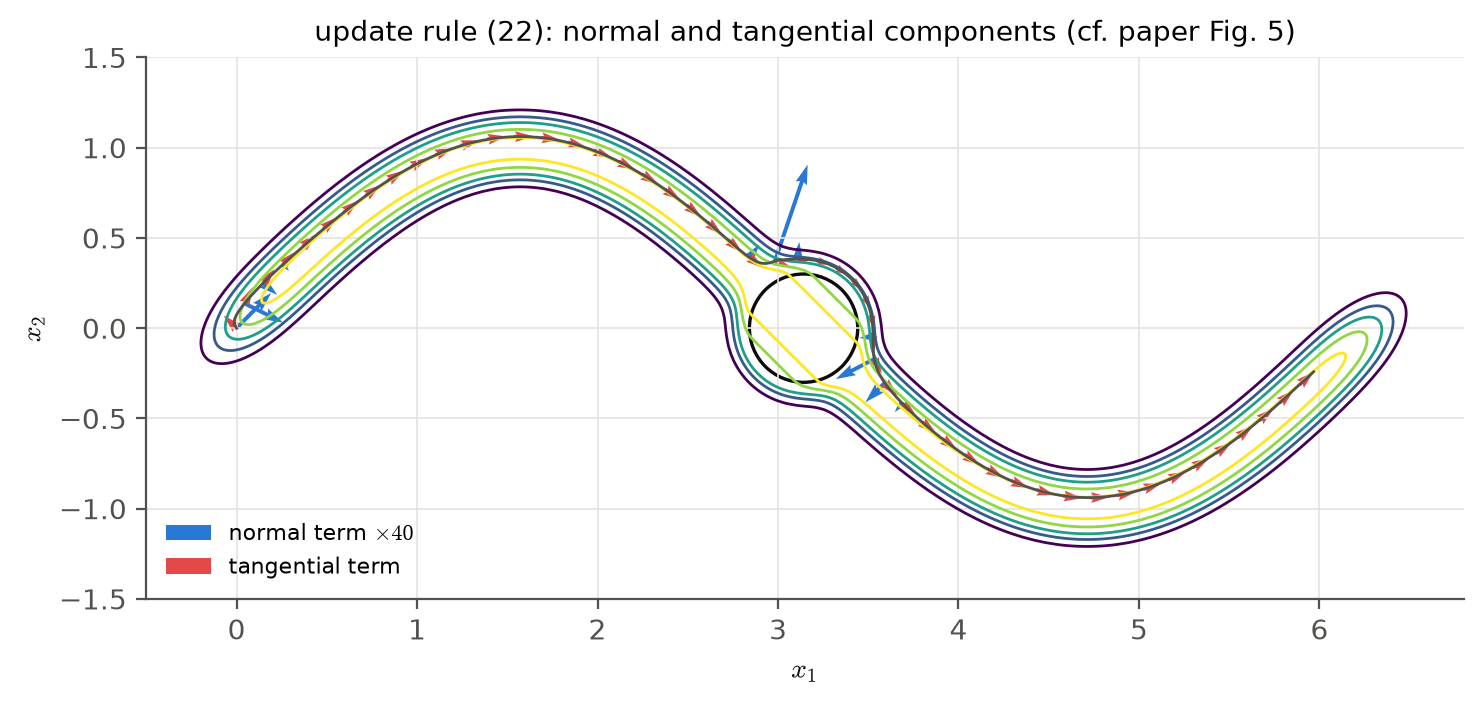 update rule (22): normal and tangential components (cf. paper Fig. 5)
1.5
1.0
0.5
0.0
−0.5
−1.0
−1.5
x₂
normal term ×40
tangential term
0 1 2 3 4 5 6
x₁